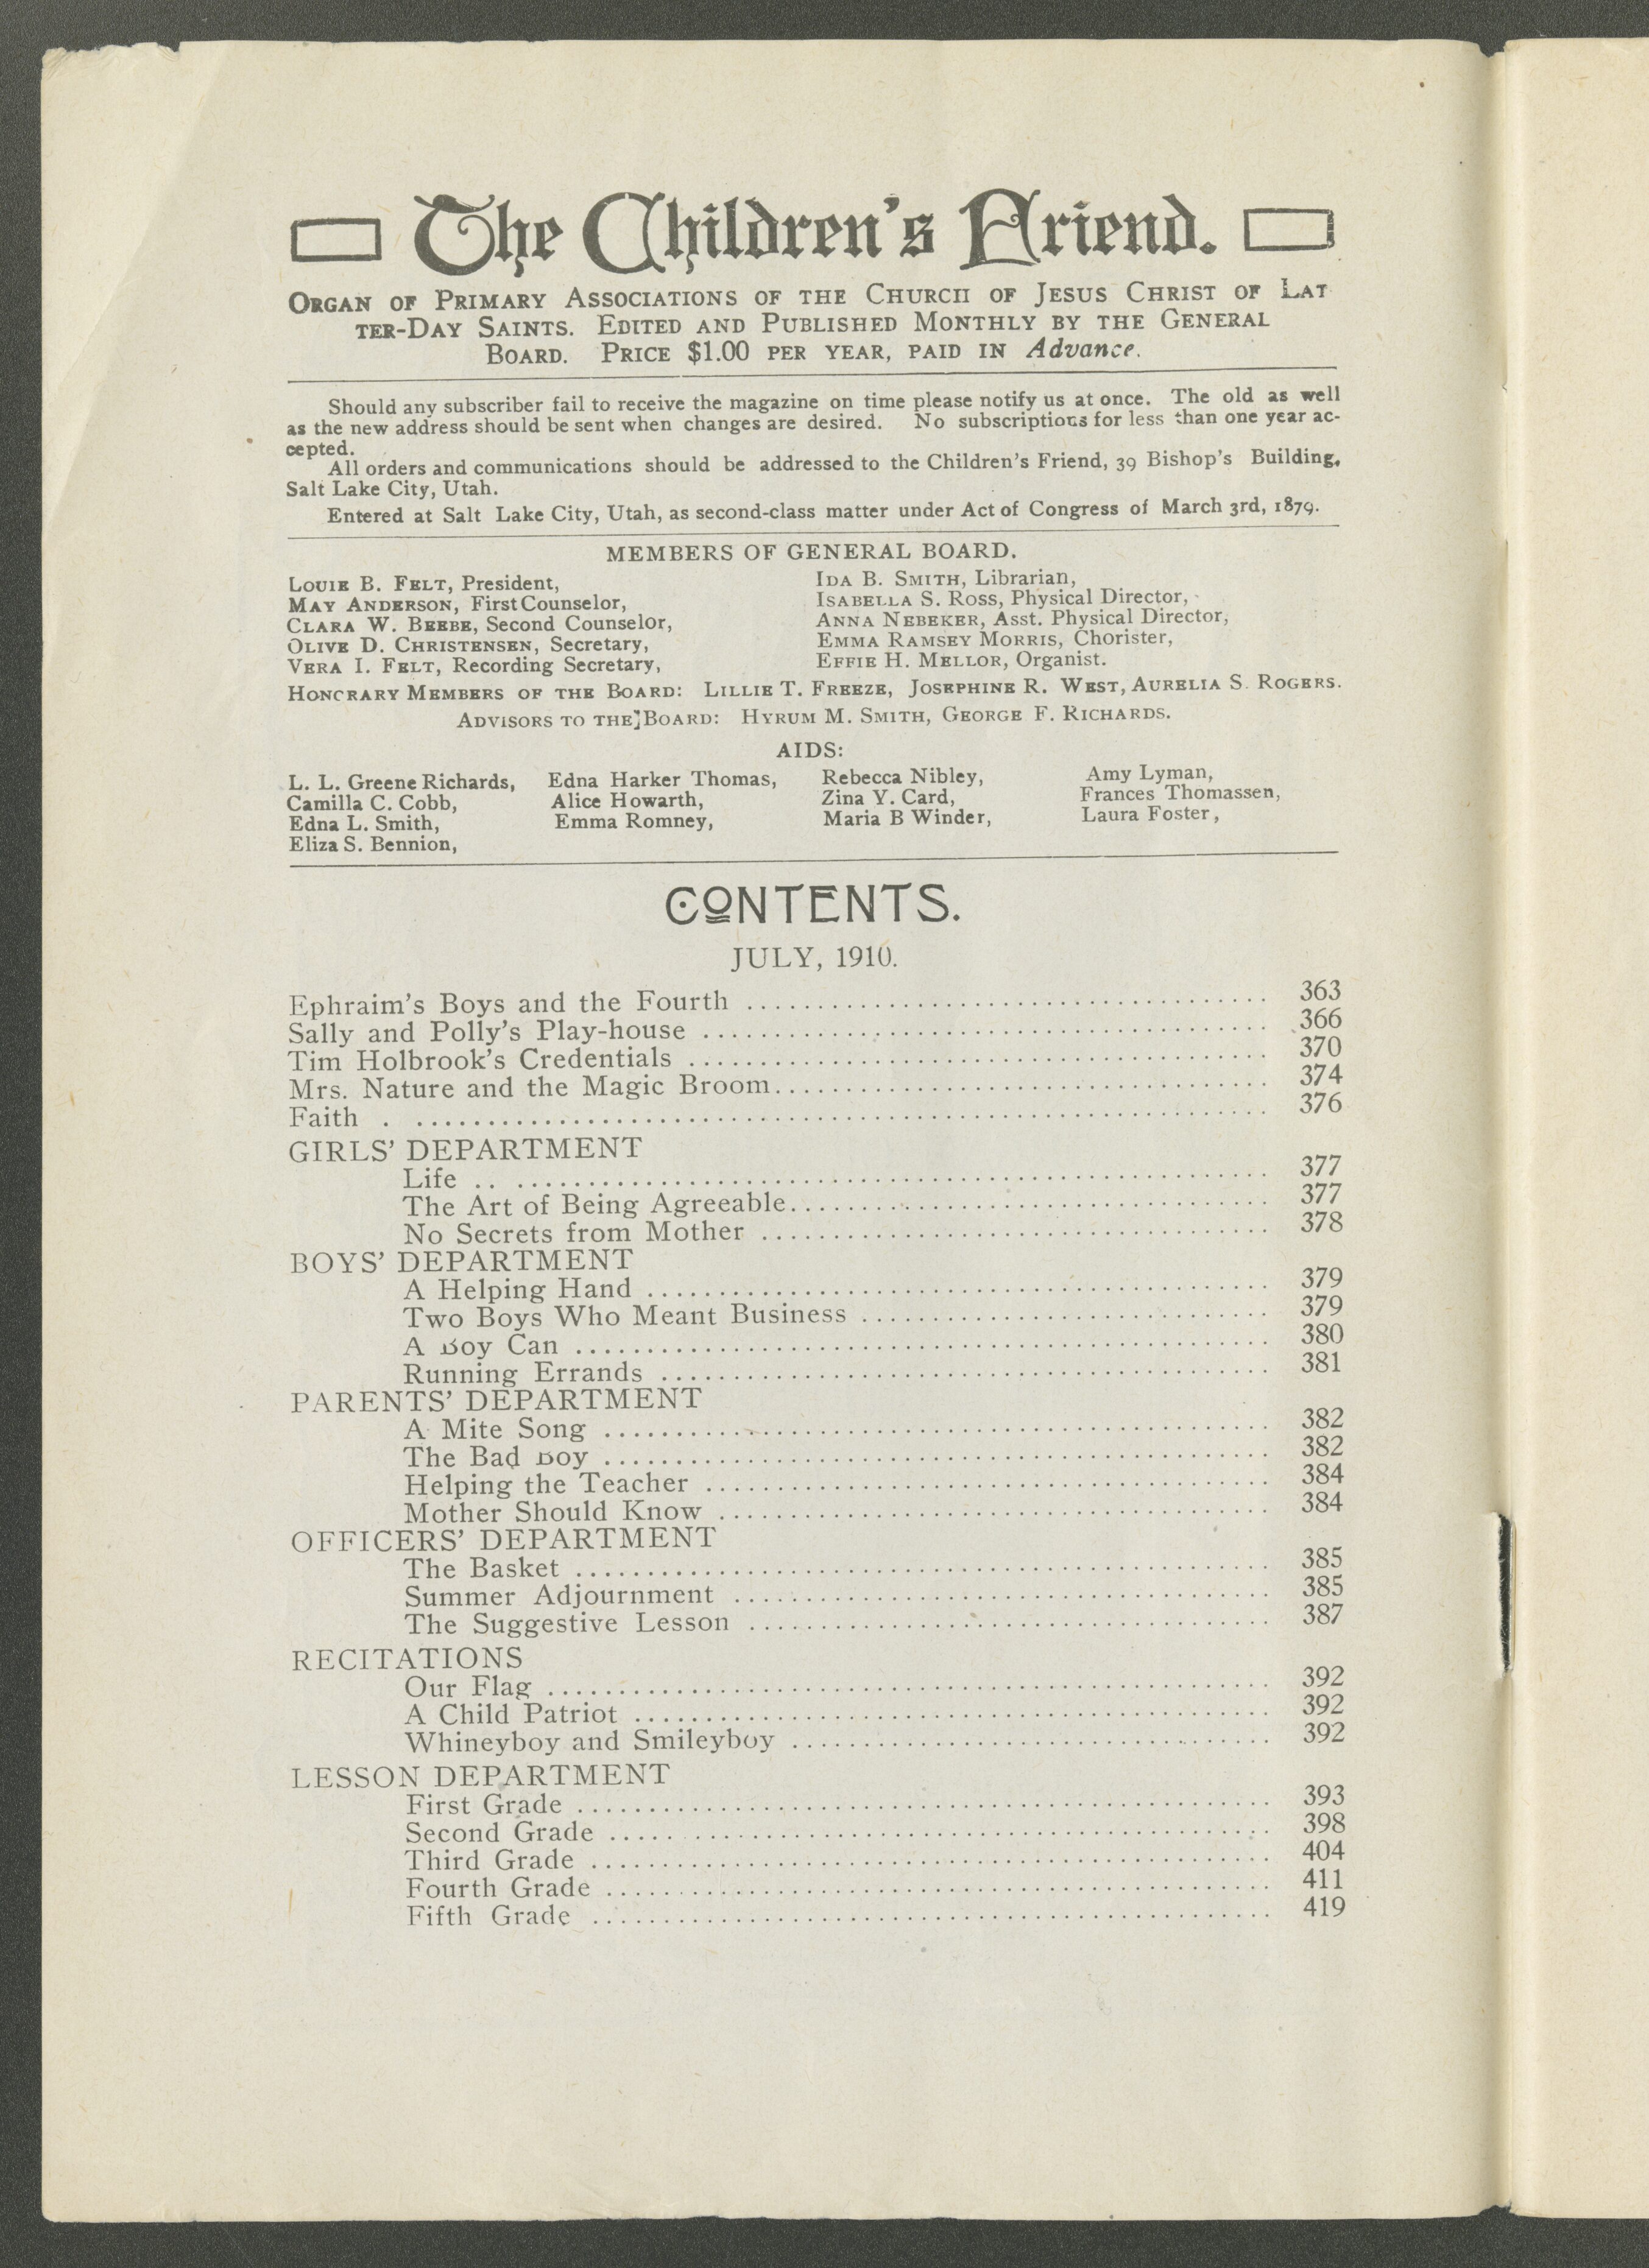 The Children's Friend.
ORGAN OF PRIMARY ASSOCIATIONS OF THE CHURCH OF JESUS CHRIST OF LAT
TER-DAY SAINTS. EDITED AND PUBLISHED MONTHLY BY THE GENERAL
BOARD. PRICE $1.00 PER YEAR, PAID IN Advance.
Should any subscriber fail to receive the magazine on time please notify us at once. The old as well
as the new address should be sent when changes are desired. No subscriptions for less than one year ac-
cepted.
All orders and communications should be addressed to the Children's Friend, 39 Bishop's Building,
Salt Lake City, Utah.
Entered at Salt Lake City, Utah, as second-class matter under Act of Congress of March 3rd, 1879.
MEMBERS OF GENERAL BOARD.
LOUIE B. FELT, President,
MAY ANDERSON, First Counselor,
CLARA W. BEEBE, Second Counselor,
OLIVE D. CHRISTENSEN, Secretary,
VERA I. FELT, Recording Secretary,
IDA B. SMITH, Librarian,
ISABELLA S. ROSS, Physical Director,
ANNA NEBEKER, Asst. Physical Director,
EMMA RAMSEY MORRIS, Chorister,
EFFIE H. MELLOR, Organist.
HONORARY MEMBERS OF THE BOARD: LILLIE T. FREEZE, JOSEPHINE R. WEST, AURELIA S. ROGERS.
ADVISORS TO THE]BOARD: HYRUM M. SMITH, GEORGE F. RICHARDS.
AIDS:
L. L. Greene Richards, Edna Harker Thomas, Rebecca Nibley, Amy Lyman,
Camilla C. Cobb, Alice Howarth, Zina Y. Card, Frances Thomassen,
Edna L. Smith, Emma Romney, Maria B Winder, Laura Foster,
Eliza S. Bennion,
CONTENTS.
JULY, 1910.
Ephraim's Boys and the Fourth .......... 363
Sally and Polly's Play-house .......... 366
Tim Holbrook's Credentials .......... 370
Mrs. Nature and the Magic Broom.......... 374
Faith . .......... 376
GIRLS' DEPARTMENT
Life .. .......... 377
The Art of Being Agreeable.......... 377
No Secrets from Mother .......... 378
BOYS' DEPARTMENT
A Helping Hand .......... 379
Two Boys Who Meant Business .......... 379
A Boy Can .......... 380
Running Errands .......... 381
PARENTS' DEPARTMENT
A Mite Song .......... 382
The Bad Boy .......... 382
Helping the Teacher .......... 384
Mother Should Know .......... 384
OFFICERS' DEPARTMENT
The Basket .......... 385
Summer Adjournment .......... 385
The Suggestive Lesson .......... 387
RECITATIONS
Our Flag .......... 392
A Child Patriot .......... 392
Whineyboy and Smileyboy .......... 392
LESSON DEPARTMENT
First Grade .......... 393
Second Grade .......... 398
Third Grade .......... 404
Fourth Grade .......... 411
Fifth Grade .......... 419